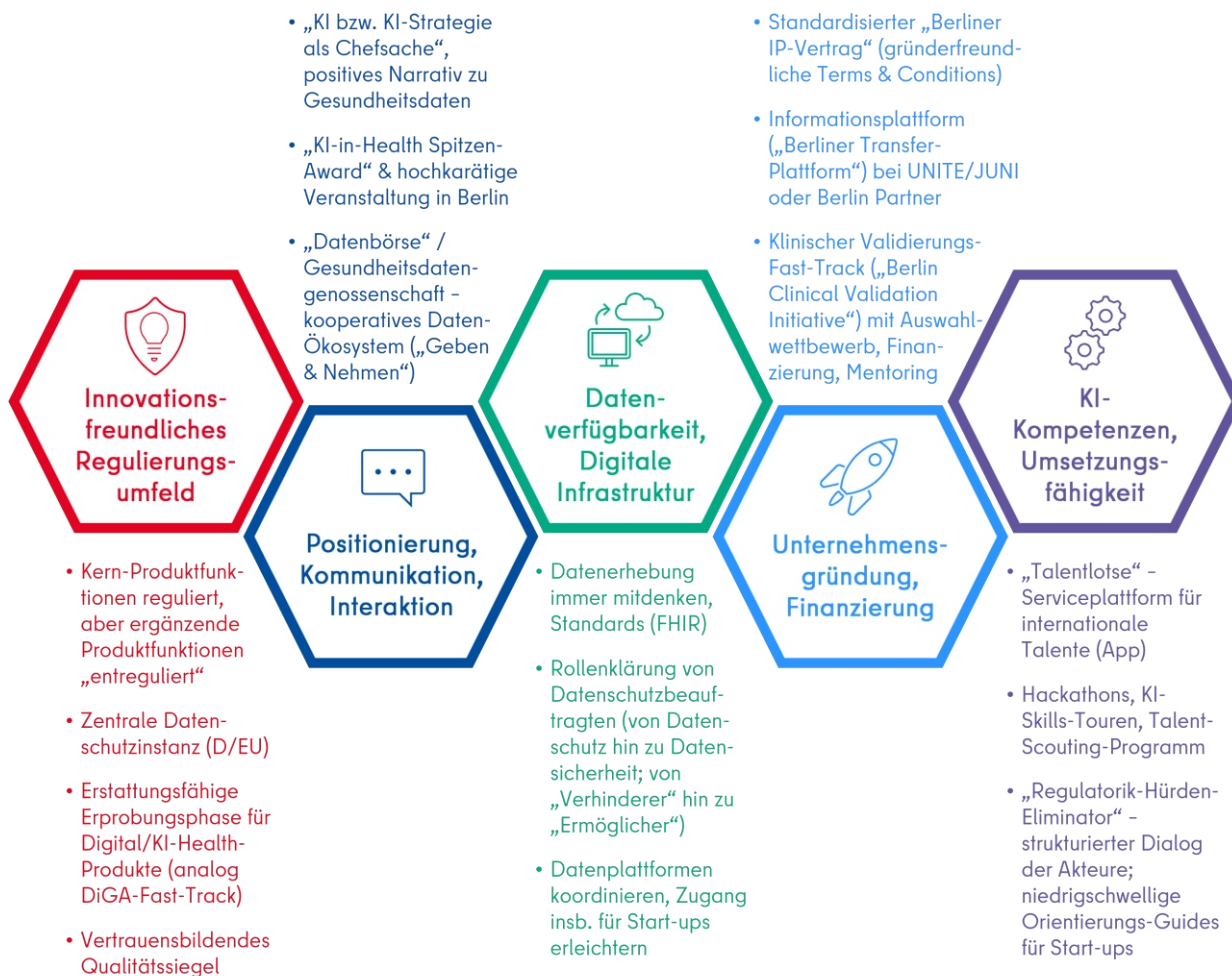 Innovations-
freundliches
Regulierungs-
umfeld
• Kern-Produktfunk-
tionen reguliert,
aber ergänzende
Produktfunktionen
„entreguliert“
• Zentrale Daten-
schutzinstanz (D/EU)
• Erstattungsfähige
Erprobungsphase für
Digital/KI-Health-
Produkte (analog
DiGA-Fast-Track)
• Vertrauensbildendes
Qualitätssiegel
• „KI bzw. KI-Strategie
als Chefsache“,
positives Narrativ zu
Gesundheitsdaten
• „KI-in-Health Spitzen-
Award“ & hochkarätige
Veranstaltung in Berlin
• „Datenbörse“ /
Gesundheitsdaten-
genossenschaft –
kooperatives Daten-
Ökosystem („Geben
& Nehmen“)
Positionierung,
Kommunikation,
Interaktion
Daten-
verfügbarkeit,
Digitale
Infrastruktur
• Datenerhebung
immer mitdenken,
Standards (FHIR)
• Rollenklärung von
Datenschutzbeauf-
tragten (von Daten-
schutz hin zu Daten-
sicherheit; von
„Verhinderer“ hin zu
„Ermöglicher“)
• Datenplattformen
koordinieren, Zugang
insb. für Start-ups
erleichtern
• Standardisierter „Berliner
IP-Vertrag“ (gründerfreund-
liche Terms & Conditions)
• Informationsplattform
(„Berliner Transfer-
Plattform“) bei UNITE/JUNI
oder Berlin Partner
• Klinischer Validierungs-
Fast-Track („Berlin
Clinical Validation
Initiative“) mit Auswahl-
wettbewerb, Finan-
zierung, Mentoring
Unternehmens-
gründung,
Finanzierung
KI-
Kompetenzen,
Umsetzungs-
fähigkeit
• „Talentlotse“ –
Serviceplattform für
internationale
Talente (App)
• Hackathons, KI-
Skills-Touren, Talent-
Scouting-Programm
• „Regulatorik-Hürden-
Eliminator“ –
strukturierter Dialog
der Akteure;
niedrigschwellige
Orientierungs-Guides
für Start-ups